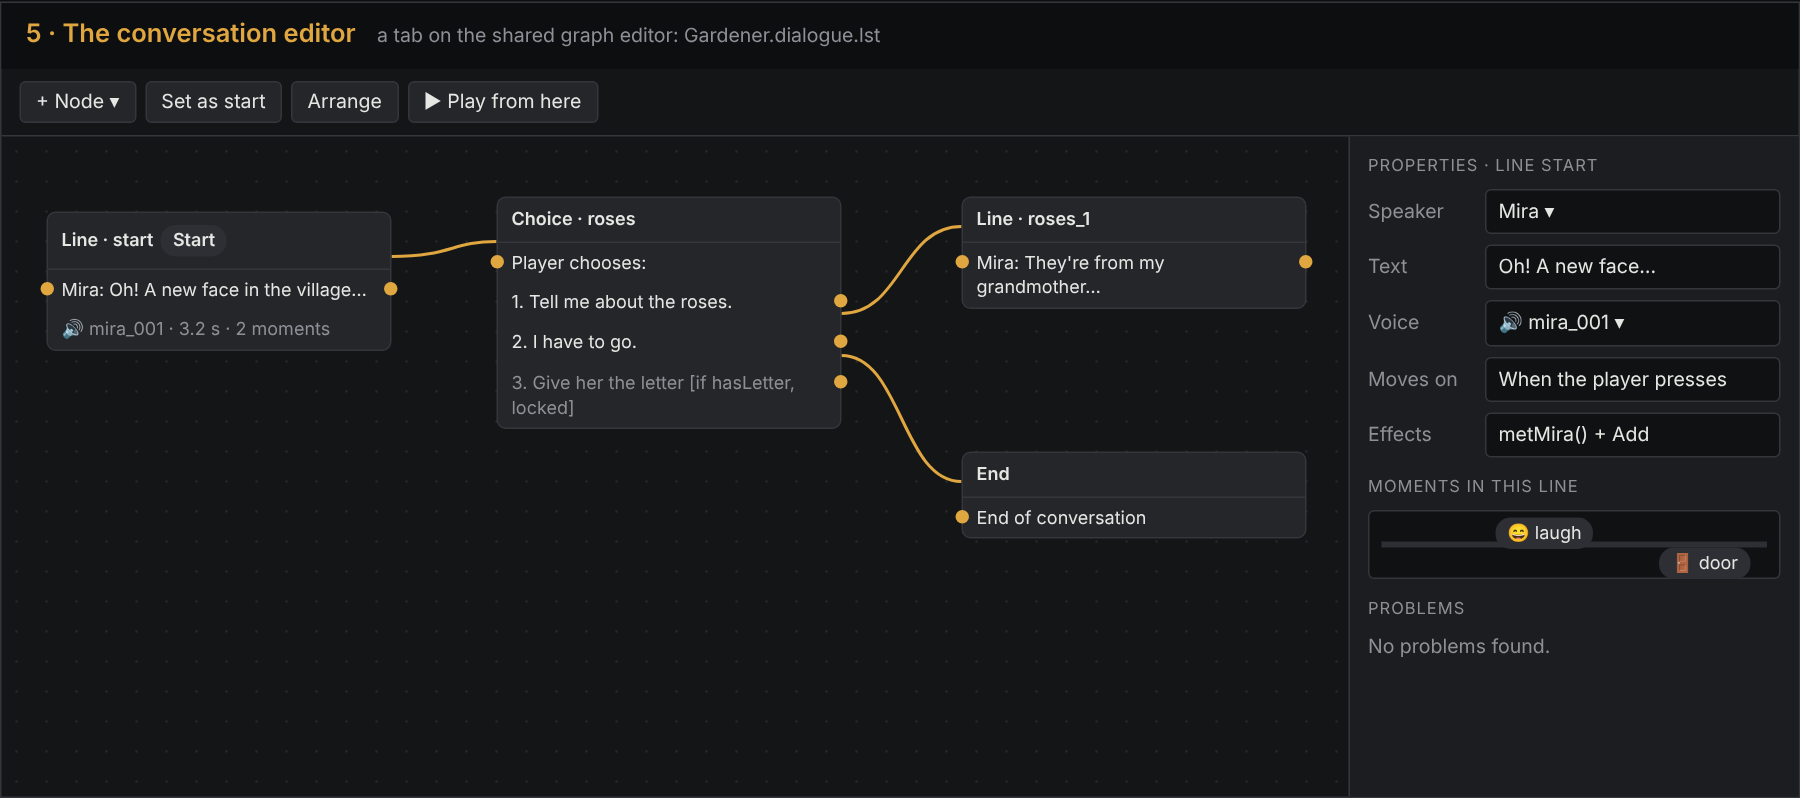 5 · The conversation editor a tab on the shared graph editor: Gardener.dialogue.lst
+ Node ▾ Set as start Arrange ▶ Play from here
Line · start Start
Mira: Oh! A new face in the village...
🔊 mira_001 · 3.2 s · 2 moments
Choice · roses
Player chooses:
1. Tell me about the roses.
2. I have to go.
3. Give her the letter [if hasLetter,
locked]
Line · roses_1
Mira: They're from my
grandmother...
End
End of conversation
PROPERTIES · LINE START
Speaker Mira ▾
Text Oh! A new face...
Voice 🔊 mira_001 ▾
Moves on When the player presses
Effects metMira() + Add
MOMENTS IN THIS LINE
😄 laugh
🚪 door
PROBLEMS
No problems found.